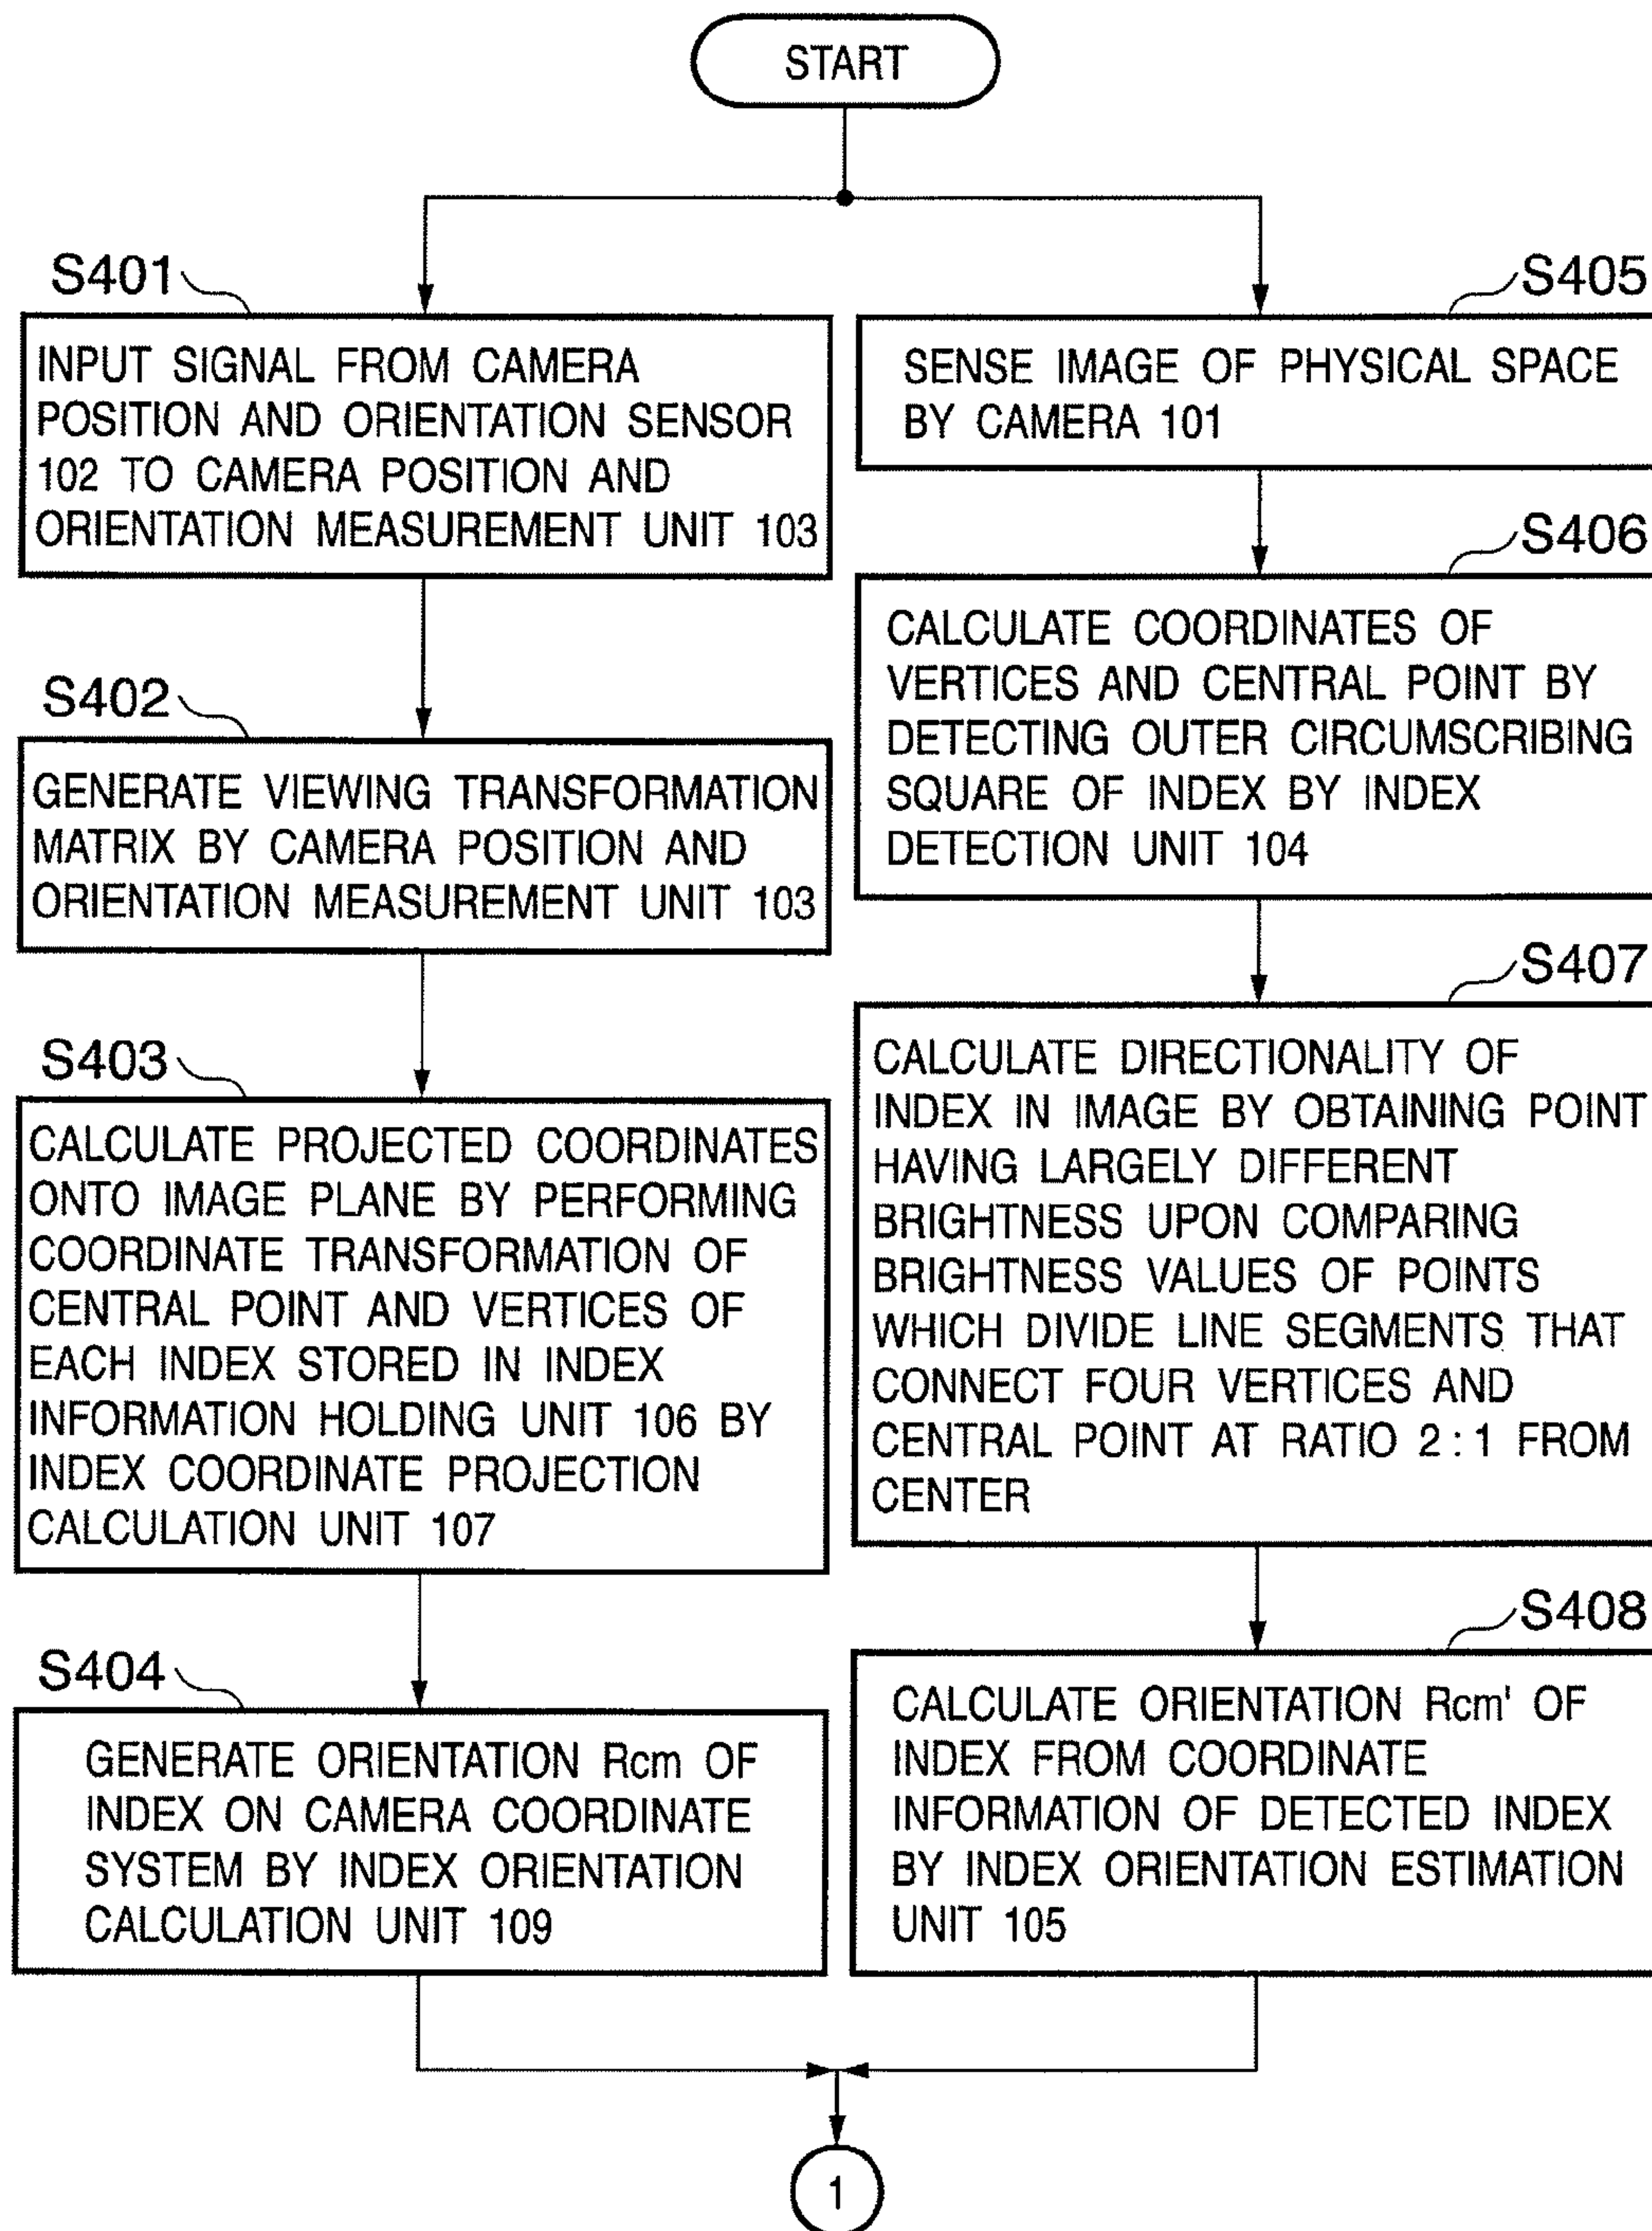 START
S401
INPUT SIGNAL FROM CAMERA
POSITION AND ORIENTATION SENSOR
102 TO CAMERA POSITION AND
ORIENTATION MEASUREMENT UNIT 103
S402
GENERATE VIEWING TRANSFORMATION
MATRIX BY CAMERA POSITION AND
ORIENTATION MEASUREMENT UNIT 103
S403
CALCULATE PROJECTED COORDINATES
ONTO IMAGE PLANE BY PERFORMING
COORDINATE TRANSFORMATION OF
CENTRAL POINT AND VERTICES OF
EACH INDEX STORED IN INDEX
INFORMATION HOLDING UNIT 106 BY
INDEX COORDINATE PROJECTION
CALCULATION UNIT 107
S404
GENERATE ORIENTATION Rcm OF
INDEX ON CAMERA COORDINATE
SYSTEM BY INDEX ORIENTATION
CALCULATION UNIT 109
S405
SENSE IMAGE OF PHYSICAL SPACE
BY CAMERA 101
S406
CALCULATE COORDINATES OF
VERTICES AND CENTRAL POINT BY
DETECTING OUTER CIRCUMSCRIBING
SQUARE OF INDEX BY INDEX
DETECTION UNIT 104
S407
CALCULATE DIRECTIONALITY OF
INDEX IN IMAGE BY OBTAINING POINT
HAVING LARGELY DIFFERENT
BRIGHTNESS UPON COMPARING
BRIGHTNESS VALUES OF POINTS
WHICH DIVIDE LINE SEGMENTS THAT
CONNECT FOUR VERTICES AND
CENTRAL POINT AT RATIO 2 : 1 FROM
CENTER
S408
CALCULATE ORIENTATION Rcm' OF
INDEX FROM COORDINATE
INFORMATION OF DETECTED INDEX
BY INDEX ORIENTATION ESTIMATION
UNIT 105
1